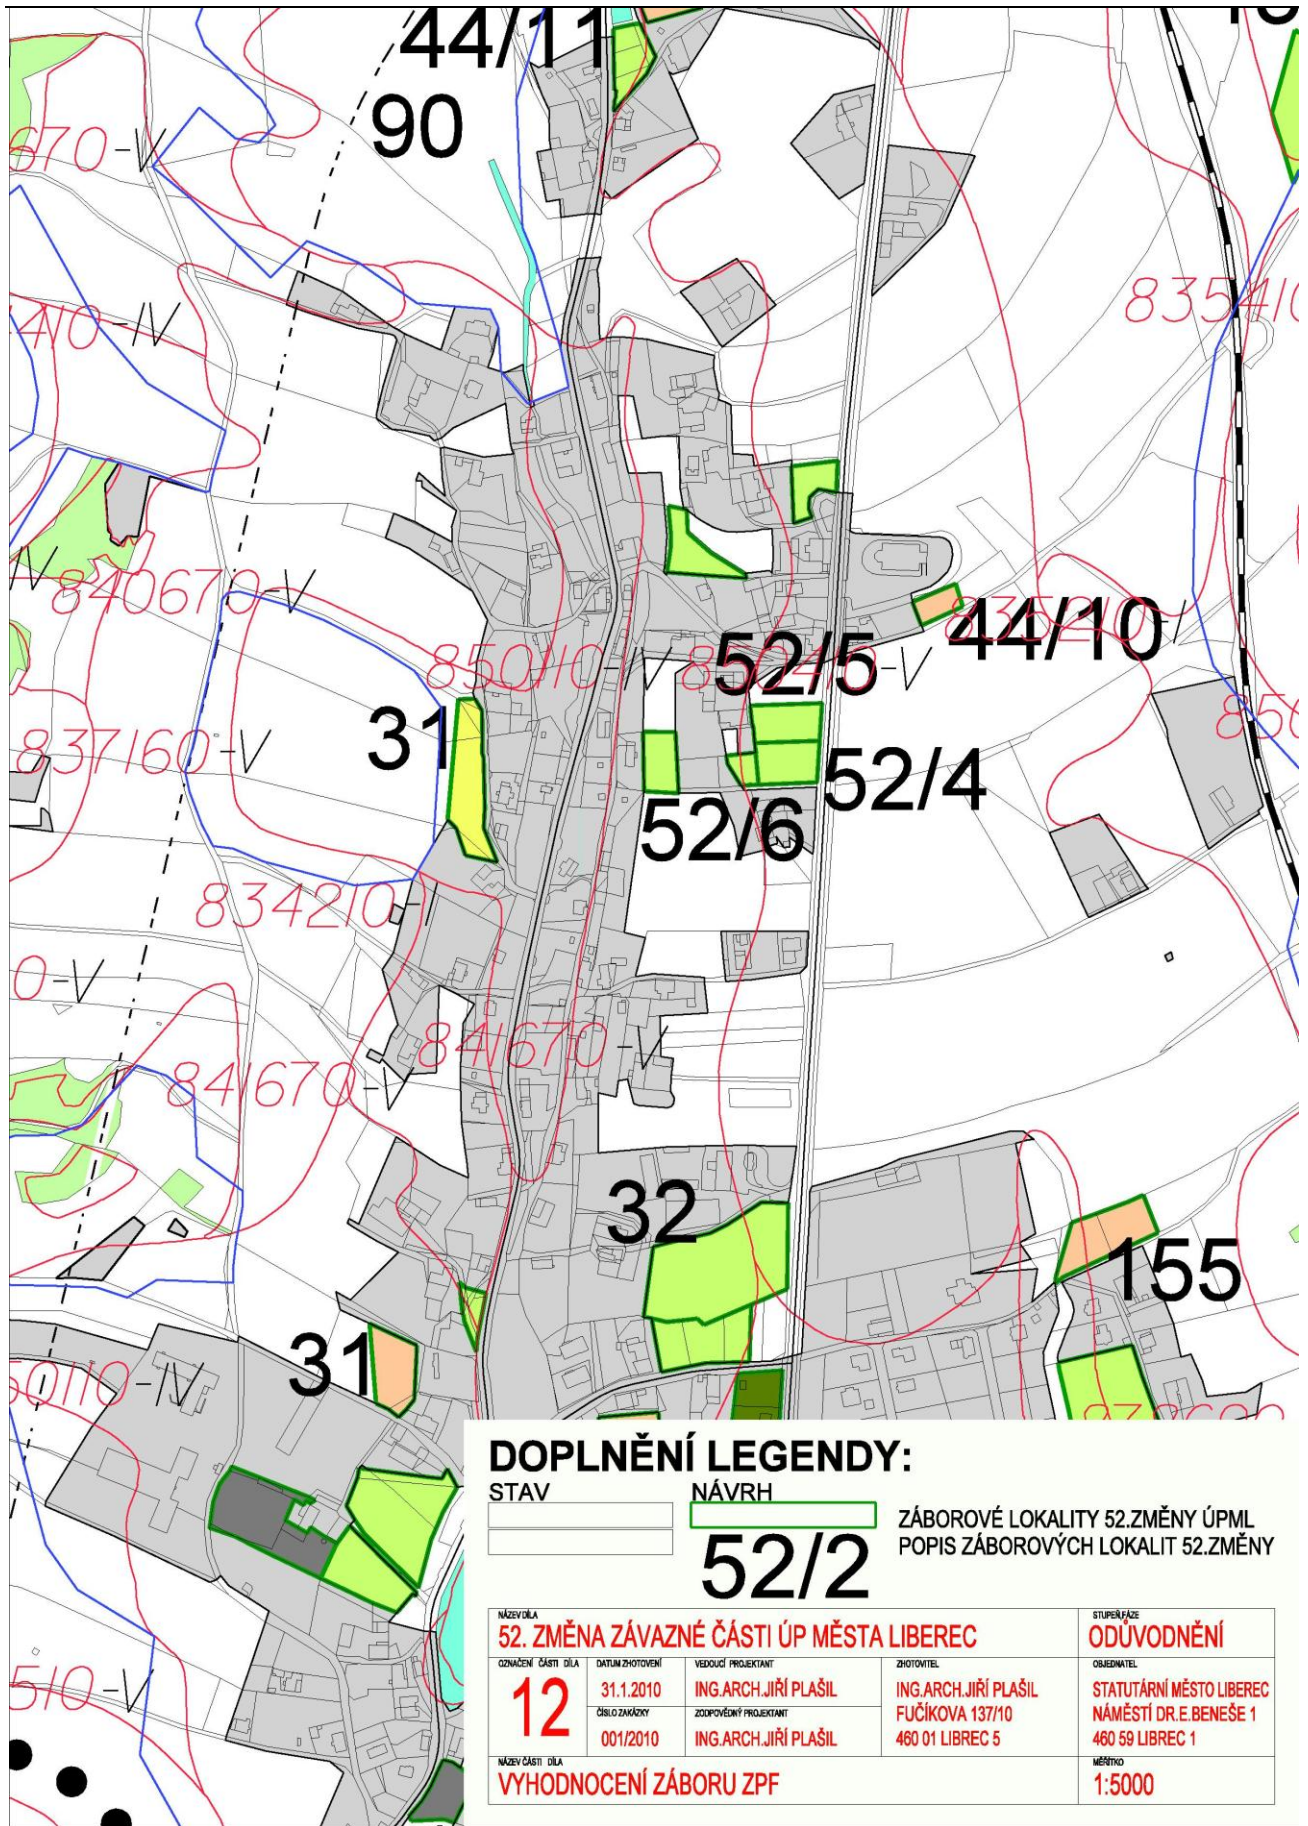 44/11
90
670-V
835410
410-IV
840670-V
44/10
52/5
850110-IV
31
837160-V
52/4
52/6
834210-I
0-V
841670-V
841670-V
32
155
31
50110-IV
510-V
DOPLNĚNÍ LEGENDY:
STAV
NÁVRH
ZÁBOROVÉ LOKALITY 52.ZMĚNY ÚPML
52/2
POPIS ZÁBOROVÝCH LOKALIT 52.ZMĚNY
NÁZEV DÍLA
52. ZMĚNA ZÁVAZNÉ ČÁSTI ÚP MĚSTA LIBEREC
STUPEŇ,FÁZE
ODŮVODNĚNÍ
OZNAČENÍ ČÁSTI DÍLA
12
DATUM ZHOTOVENÍ
31.1.2010
ČÍSLO ZAKÁZKY
001/2010
VEDOUCÍ PROJEKTANT
ING.ARCH.JIŘÍ PLAŠIL
ZODPOVĚDNÝ PROJEKTANT
ING.ARCH.JIŘÍ PLAŠIL
ZHOTOVITEL
ING.ARCH.JIŘÍ PLAŠIL
FUČÍKOVA 137/10
460 01 LIBREC 5
OBJEDNATEL
STATUTÁRNÍ MĚSTO LIBEREC
NÁMĚSTÍ DR.E.BENEŠE 1
460 59 LIBREC 1
NÁZEV ČÁSTI DÍLA
VYHODNOCENÍ ZÁBORU ZPF
MĚŘÍTKO
1:5000